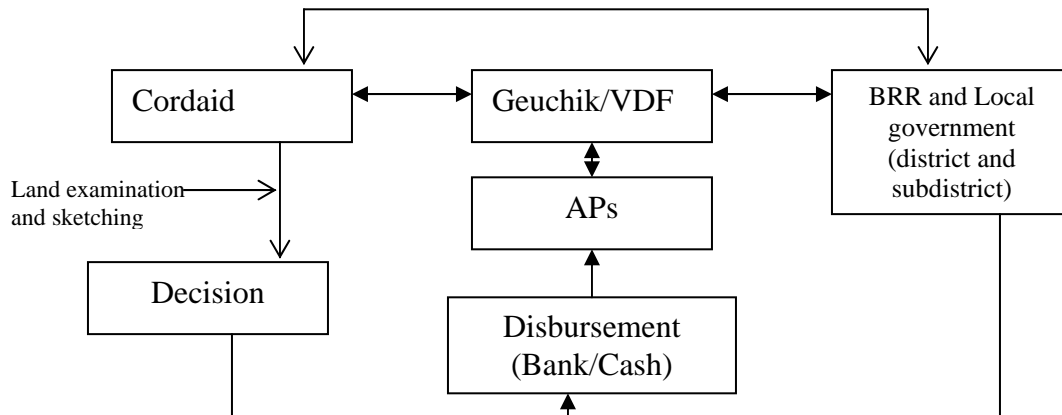 Cordaid
Geuchik/VDF
BRR and Local
government
(district and
subdistrict)
Land examination
and sketching
APs
Decision
Disbursement
(Bank/Cash)